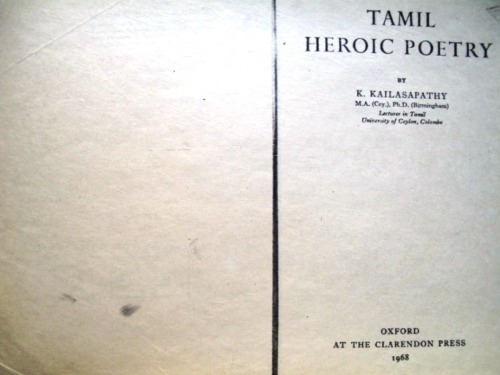 TAMIL
HEROIC POETRY
BY
K. KAILASAPATHY
M.A. (Cey.), Ph.D. (Birmingham)
Lecturer in Tamil
University of Ceylon, Colombo
OXFORD
AT THE CLARENDON PRESS
1968